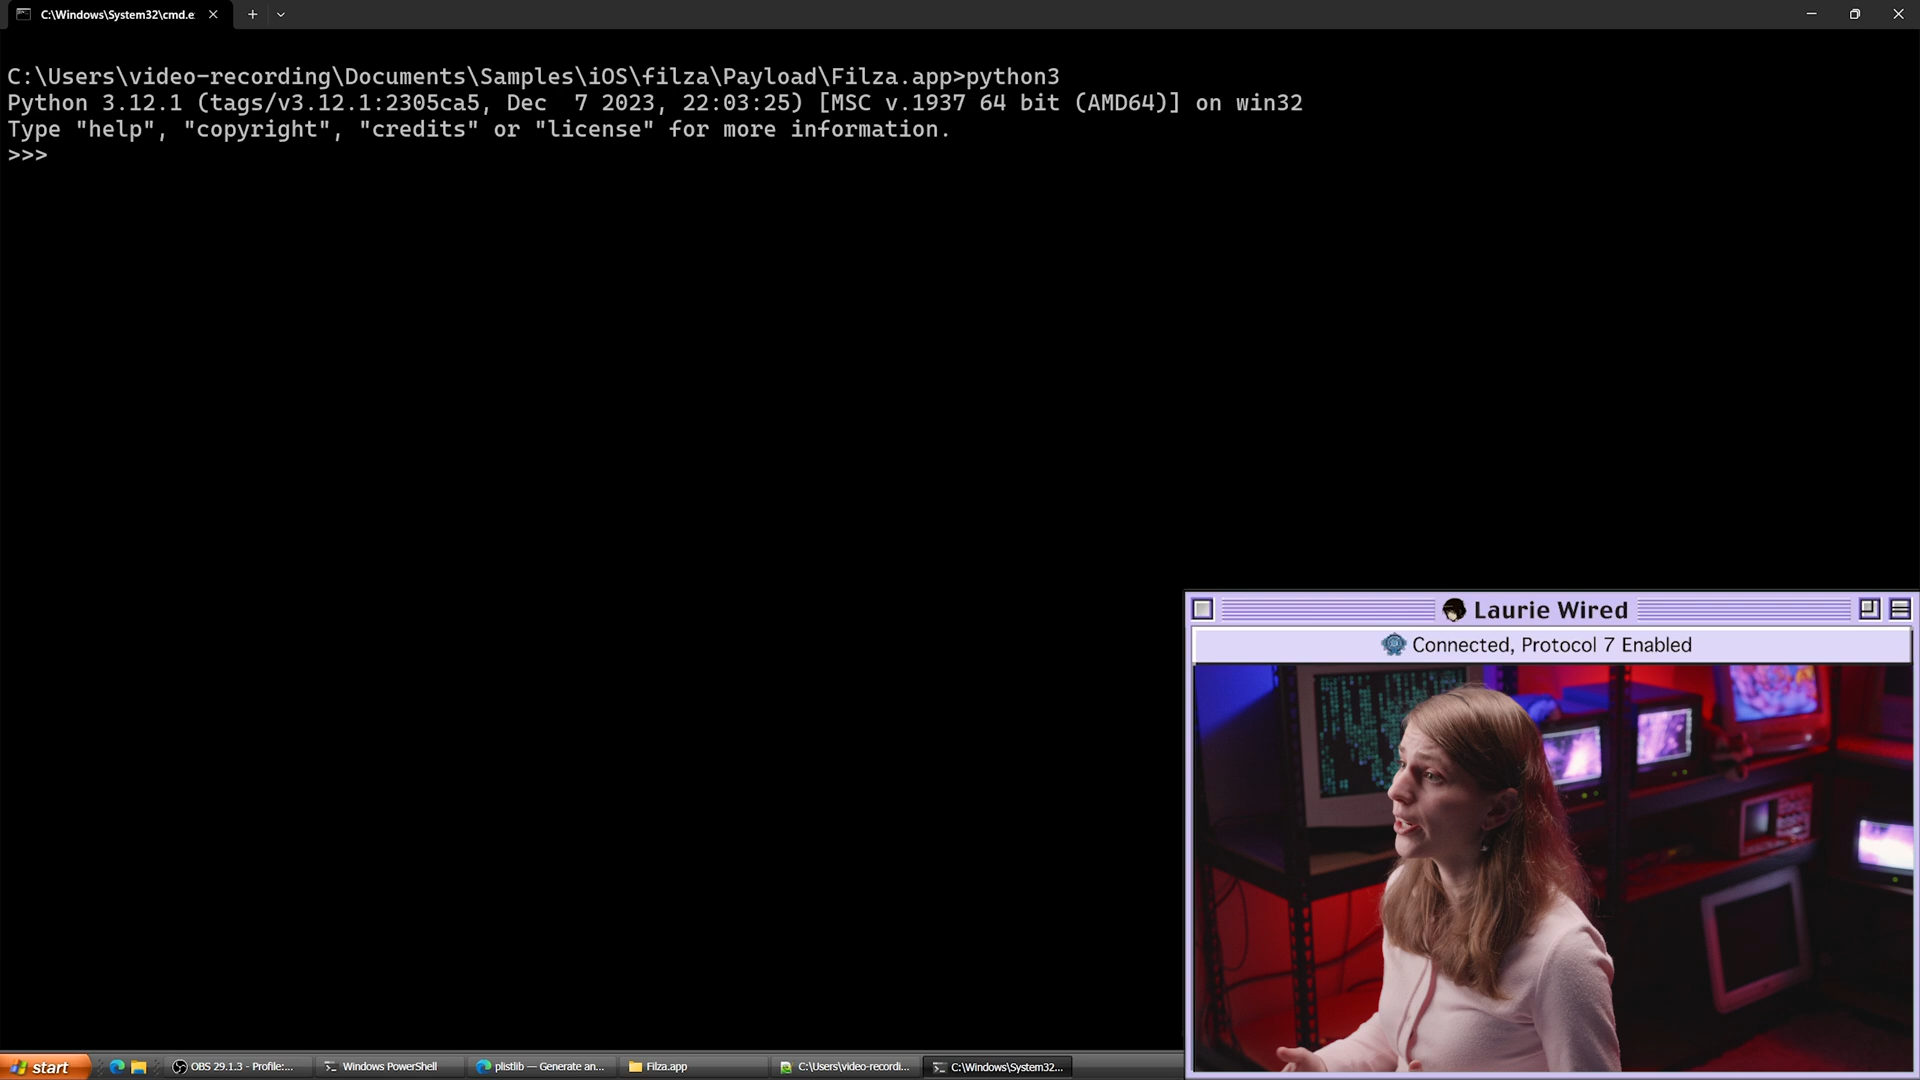 C:\Windows\System32\cmd.e
C:\Users\video-recording\Documents\Samples\iOS\filza\Payload\Filza.app>python3
Python 3.12.1 (tags/v3.12.1:2305ca5, Dec  7 2023, 22:03:25) [MSC v.1937 64 bit (AMD64)] on win32
Type "help", "copyright", "credits" or "license" for more information.
>>>
Laurie Wired
Connected, Protocol 7 Enabled
start
OBS 29.1.3 - Profile:...
Windows PowerShell
plistlib — Generate an...
Filza.app
C:\Users\video-recordi...
C:\Windows\System32...